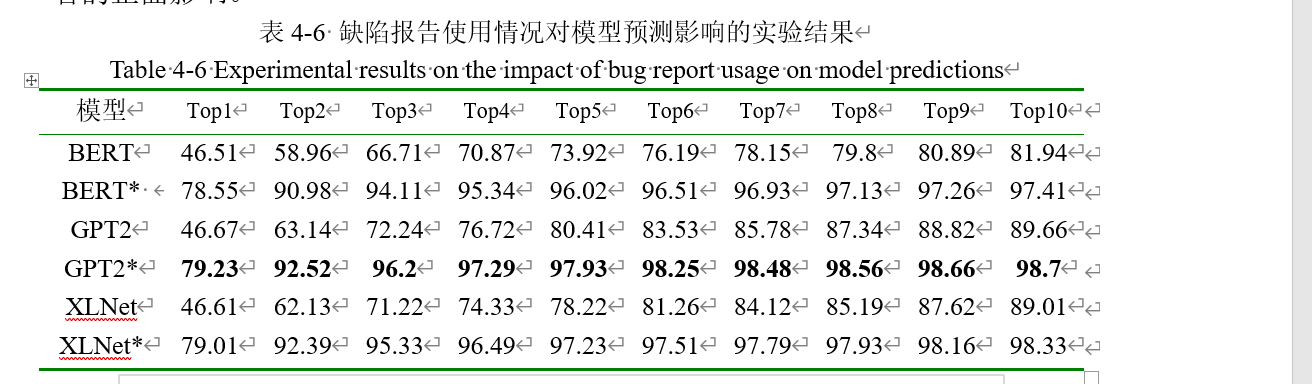 表 4-6 缺陷报告使用情况对模型预测影响的实验结果
Table 4-6 Experimental results on the impact of bug report usage on model predictions
模型 Top1 Top2 Top3 Top4 Top5 Top6 Top7 Top8 Top9 Top10
BERT 46.51 58.96 66.71 70.87 73.92 76.19 78.15 79.8 80.89 81.94
BERT* 78.55 90.98 94.11 95.34 96.02 96.51 96.93 97.13 97.26 97.41
GPT2 46.67 63.14 72.24 76.72 80.41 83.53 85.78 87.34 88.82 89.66
GPT2* 79.23 92.52 96.2 97.29 97.93 98.25 98.48 98.56 98.66 98.7
XLNet 46.61 62.13 71.22 74.33 78.22 81.26 84.12 85.19 87.62 89.01
XLNet* 79.01 92.39 95.33 96.49 97.23 97.51 97.79 97.93 98.16 98.33